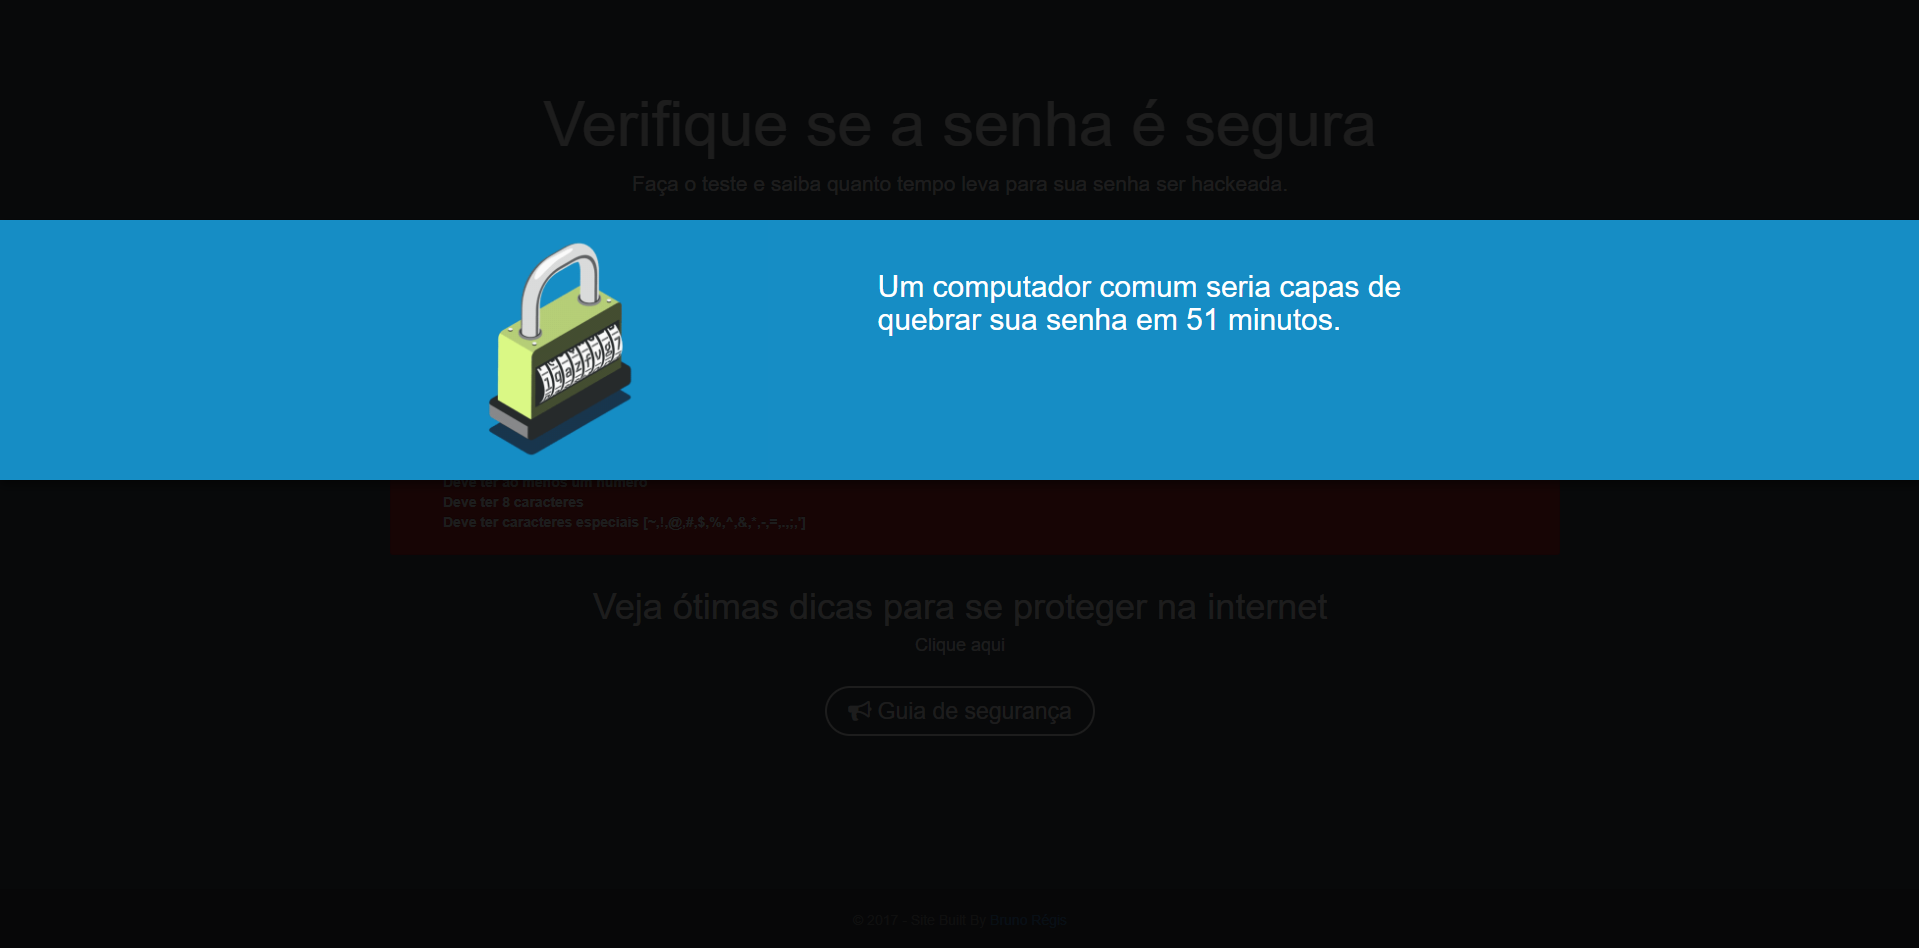 Verifique se a senha é segura
Faça o teste e saiba quanto tempo leva para sua senha ser hackeada.
Um computador comum seria capas de
quebrar sua senha em 51 minutos.
1qazfvg7
Deve ter ao menos um número
Deve ter 8 caracteres
Deve ter caracteres especiais [~,!,@,#,$,%,^,&,*,-,=,.,;,']
Veja ótimas dicas para se proteger na internet
Clique aqui
Guia de segurança
© 2017 - Site Built By Bruno Régei